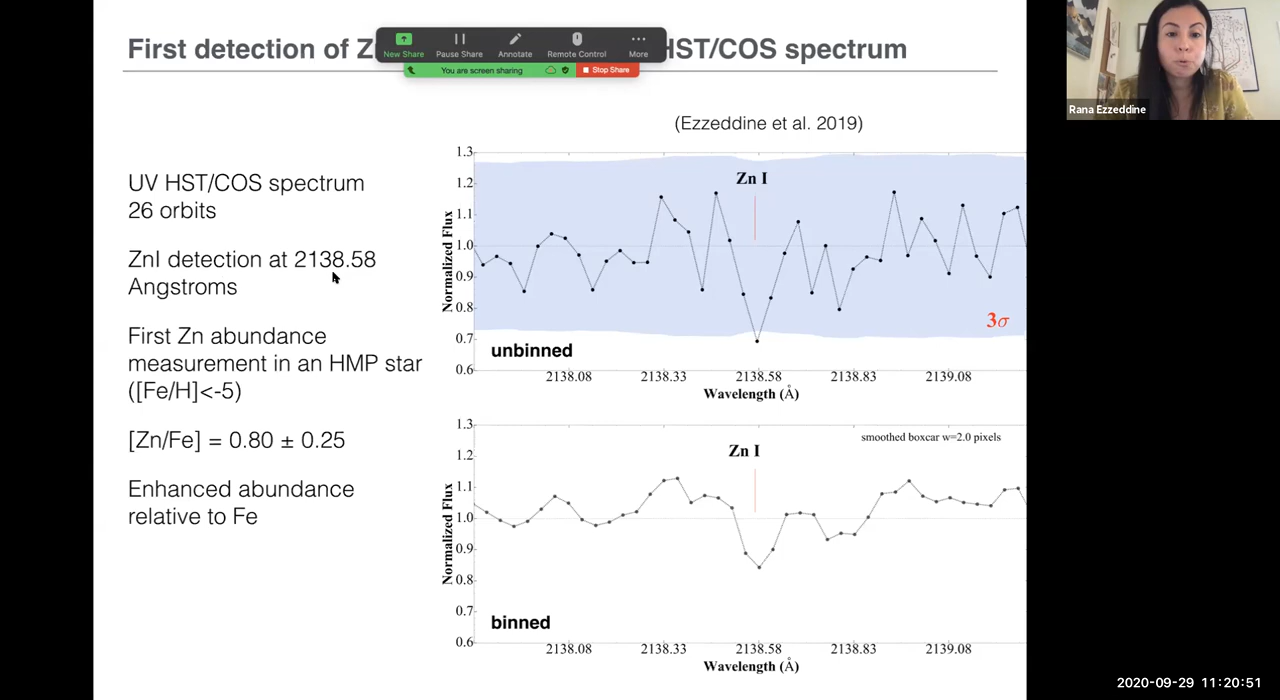 First detection of Z
HST/COS spectrum
New Share
Pause Share
Annotate
Remote Control
More
You are screen sharing
Stop Share
Rana Ezzeddine
(Ezzeddine et al. 2019)
UV HST/COS spectrum
26 orbits
ZnI detection at 2138.58
Angstroms
First Zn abundance
measurement in an HMP star
([Fe/H]<-5)
[Zn/Fe] = 0.80 ± 0.25
Enhanced abundance
relative to Fe
1.3
1.2
1.1
1.0
0.9
0.8
0.7
0.6
Normalized Flux
Zn I
3σ
unbinned
2138.08
2138.33
2138.58
2138.83
2139.08
Wavelength (Å)
1.3
1.2
1.1
1.0
0.9
0.8
0.7
0.6
Normalized Flux
smoothed boxcar w=2.0 pixels
Zn I
binned
2138.08
2138.33
2138.58
2138.83
2139.08
Wavelength (Å)
2020-09-29 11:20:51